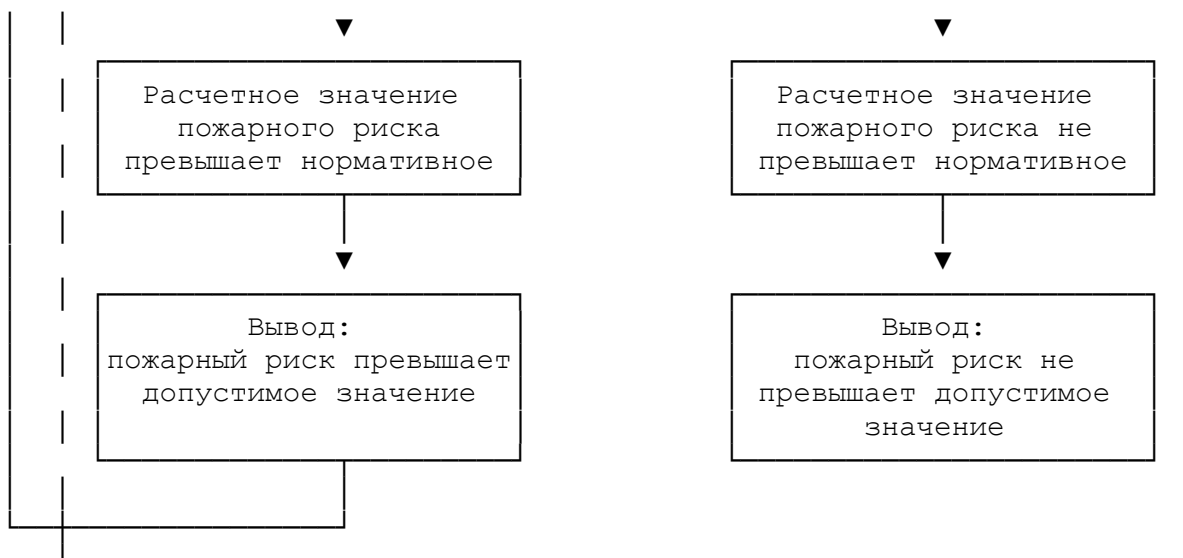 Расчетное значение
пожарного риска
превышает нормативное
Расчетное значение
пожарного риска не
превышает нормативное
Вывод:
пожарный риск превышает
допустимое значение
Вывод:
пожарный риск не
превышает допустимое
значение